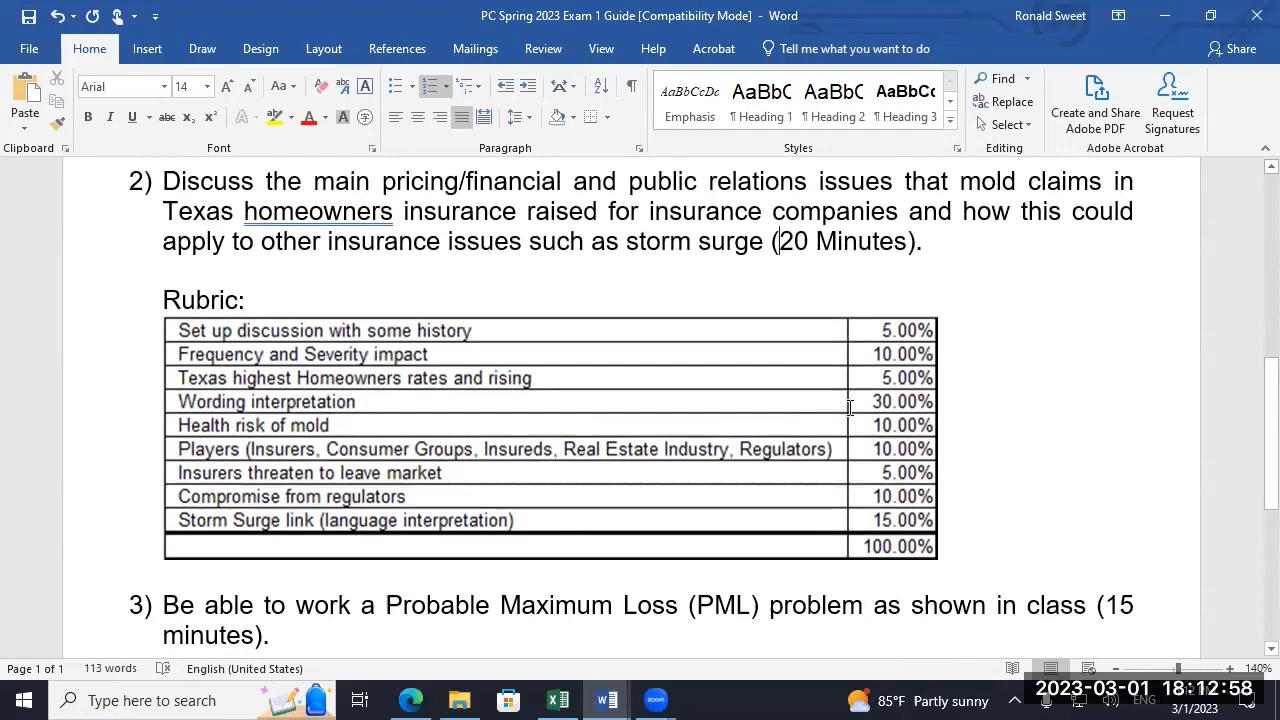 PC Spring 2023 Exam 1 Guide [Compatibility Mode] - Word
Ronald Sweet
File Home Insert Draw Design Layout References Mailings Review View Help Acrobat Tell me what you want to do Share
Paste
Clipboard
Arial 14
Aa
B I U abc x₂ x²
Font
Paragraph
AaBbCcDc AaBbC AaBbC AaBbCc
Emphasis ¶ Heading 1 ¶ Heading 2 ¶ Heading 3
Styles
Find
Replace
Select
Editing
Create and Share Adobe PDF
Request Signatures
Adobe Acrobat
2) Discuss the main pricing/financial and public relations issues that mold claims in
Texas homeowners insurance raised for insurance companies and how this could
apply to other insurance issues such as storm surge (20 Minutes).
Rubric:
Set up discussion with some history 5.00%
Frequency and Severity impact 10.00%
Texas highest Homeowners rates and rising 5.00%
Wording interpretation 30.00%
Health risk of mold 10.00%
Players (Insurers, Consumer Groups, Insureds, Real Estate Industry, Regulators) 10.00%
Insurers threaten to leave market 5.00%
Compromise from regulators 10.00%
Storm Surge link (language interpretation) 15.00%
100.00%
3) Be able to work a Probable Maximum Loss (PML) problem as shown in class (15
minutes).
Page 1 of 1 113 words English (United States) 140%
Type here to search
zoom
85°F Partly sunny
ENG
2023-03-01 18:12:58
3/1/2023